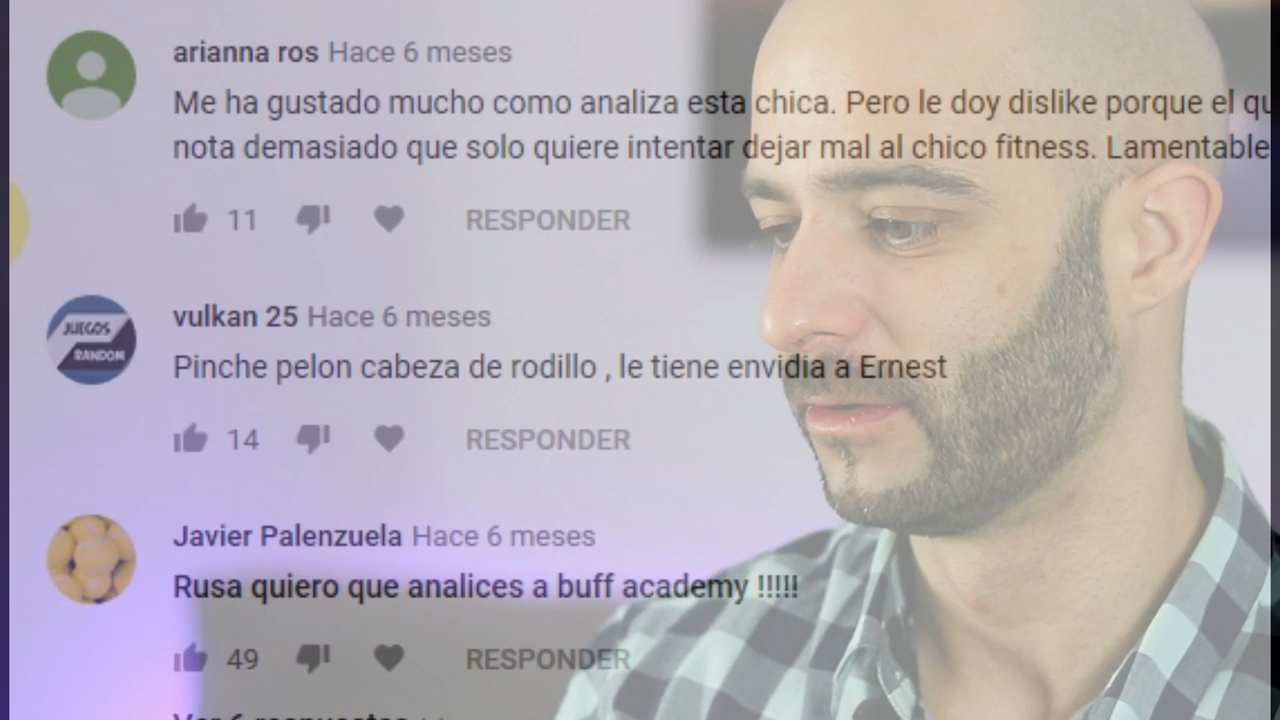 arianna ros Hace 6 meses
Me ha gustado mucho como analiza esta chica. Pero le doy dislike porque el
nota demasiado que solo quiere intentar dejar mal al chico fitness. Lamentable
11 RESPONDER
JUEGOS
RANDOM
vulkan 25 Hace 6 meses
Pinche pelon cabeza de rodillo , le tiene envidia a Ernest
14 RESPONDER
Javier Palenzuela Hace 6 meses
Rusa quiero que analices a buff academy !!!!!
49 RESPONDER